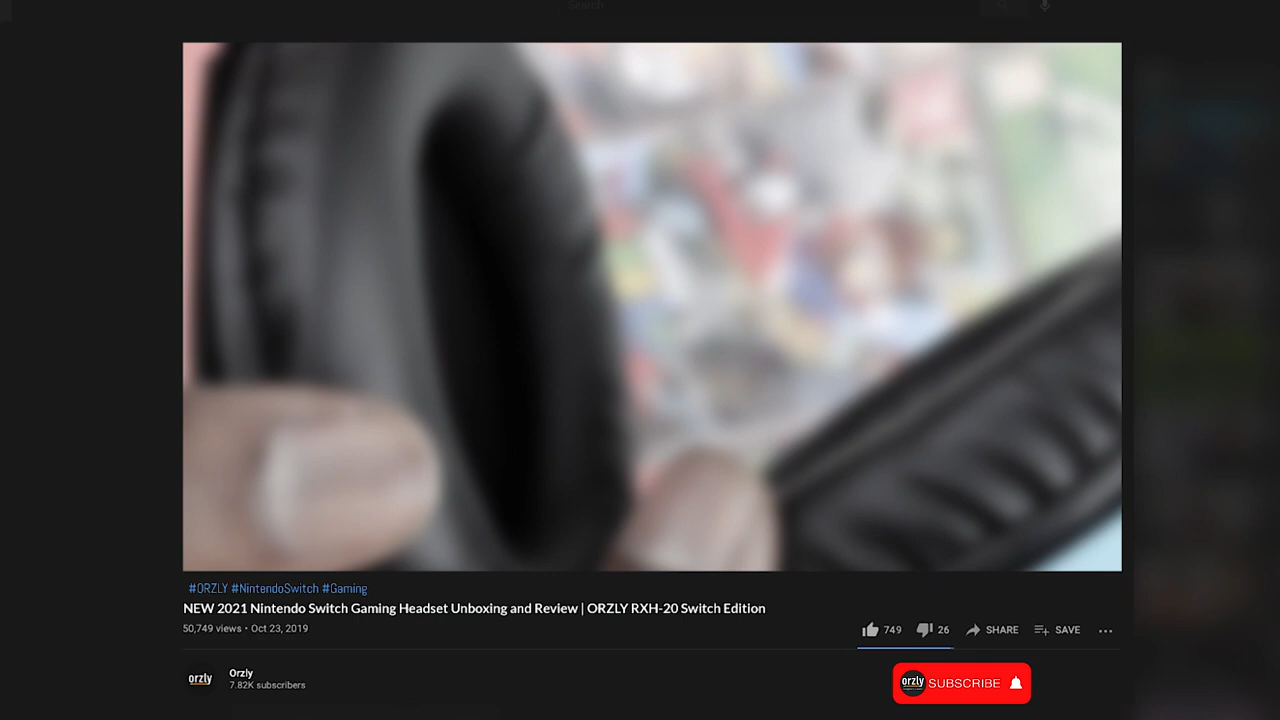 Search
#ORZLY #NintendoSwitch #Gaming
NEW 2021 Nintendo Switch Gaming Headset Unboxing and Review | ORZLY RXH-20 Switch Edition
50,749 views • Oct 23, 2019
749 26 SHARE SAVE
orzly
Orzly
7.82K subscribers
orzly SUBSCRIBE